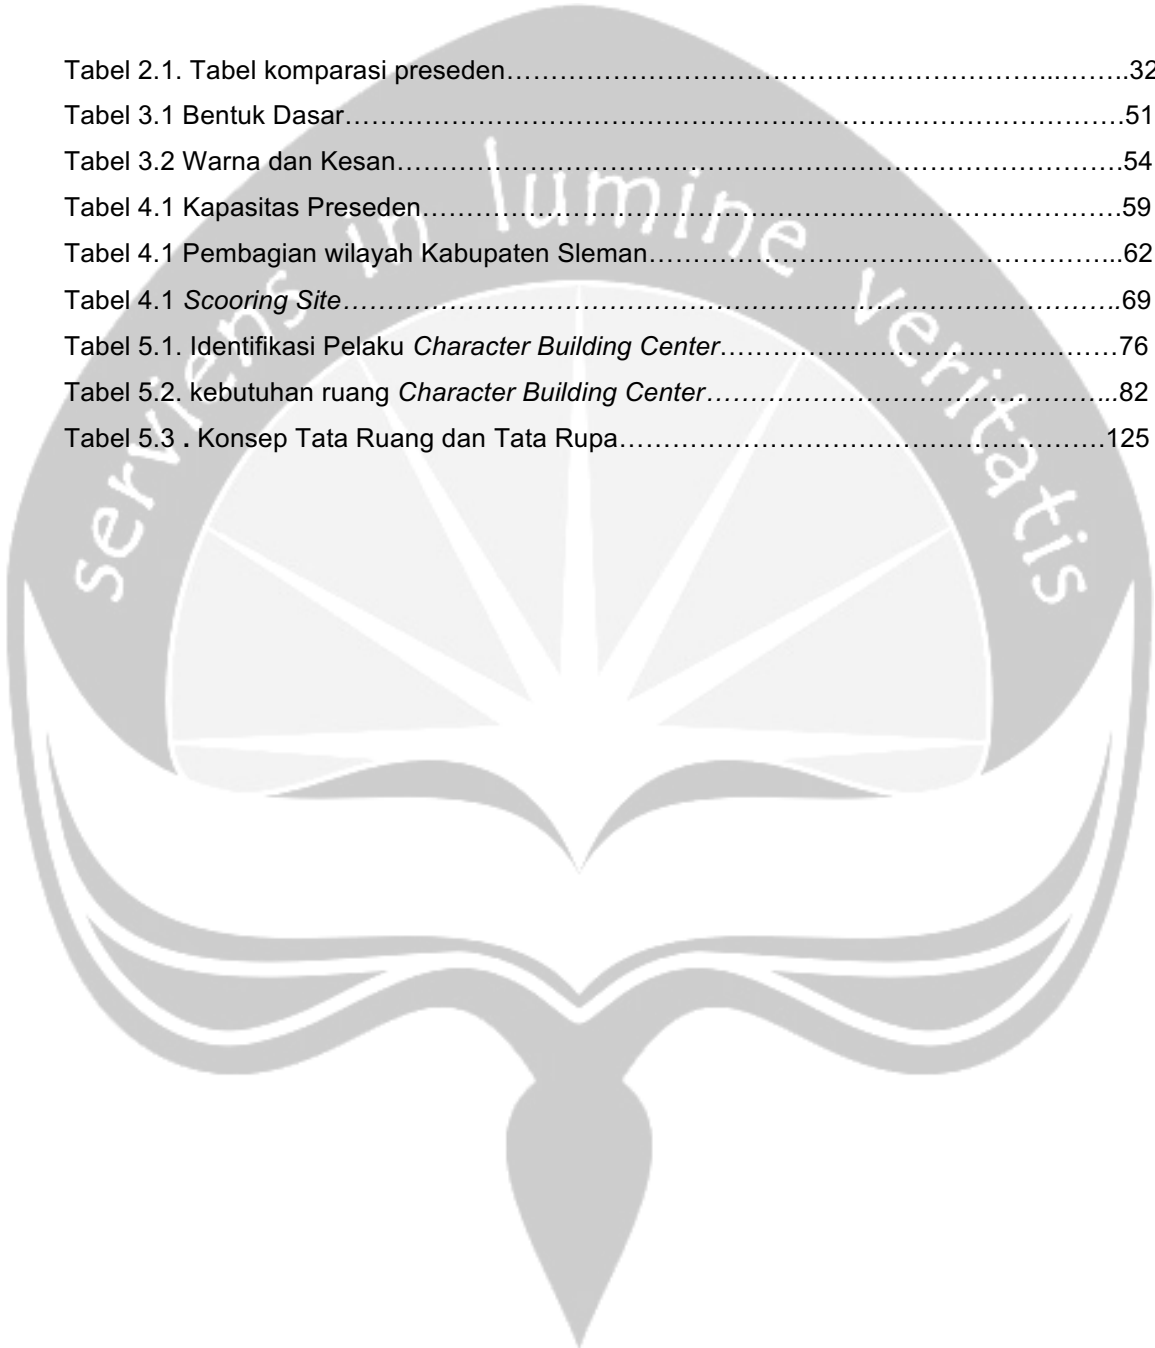 Tabel 2.1. Tabel komparasi preseden……………………………………………………...……..32
Tabel 3.1 Bentuk Dasar………………………………………………………………………………51
Tabel 3.2 Warna dan Kesan…………………………………………………………………………54
Tabel 4.1 Kapasitas Preseden………………………………………………………………………59
Tabel 4.1 Pembagian wilayah Kabupaten Sleman………………………………………………...62
Tabel 4.1 Scooring Site……………………………………………………………………………..69
Tabel 5.1. Identifikasi Pelaku Character Building Center…………………………………………76
Tabel 5.2. kebutuhan ruang Character Building Center…………………………………………..82
Tabel 5.3 . Konsep Tata Ruang dan Tata Rupa……………………………………………………125
serviens in lumine veritatis